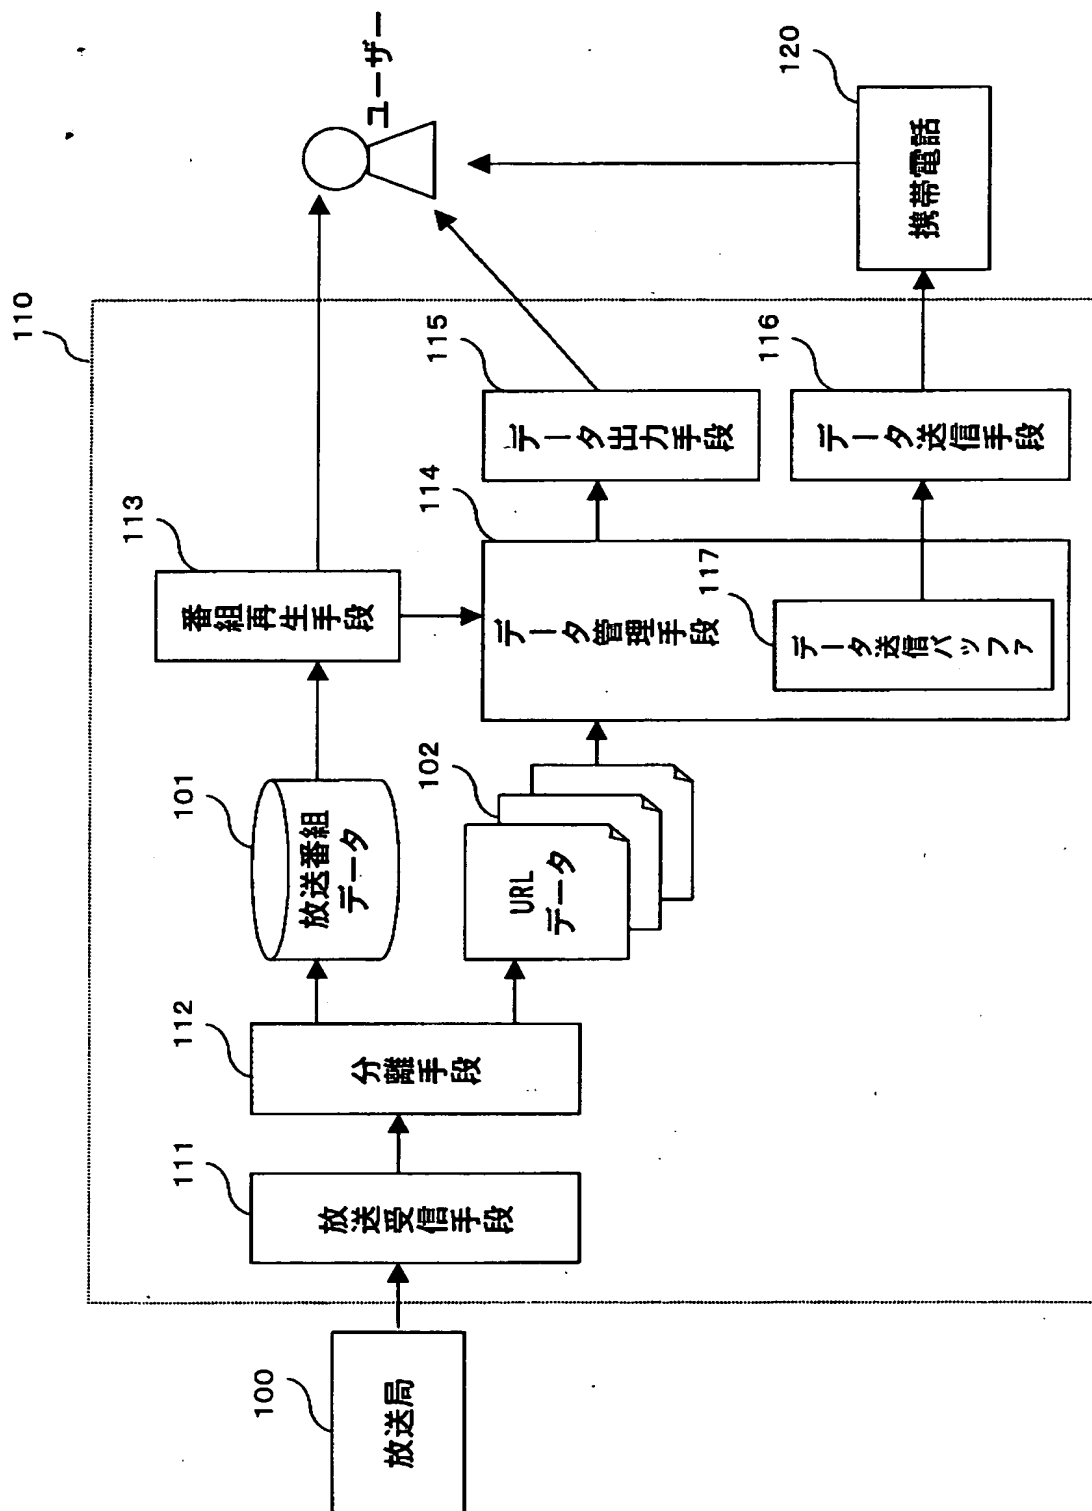 100
放送局
110
111
放送受信手段
112
分離手段
101
放送番組
データ
102
URL
データ
113
番組再生手段
114
データ管理手段
117
データ送信バッファ
115
データ出力手段
116
データ送信手段
120
携帯電話
ユーザー